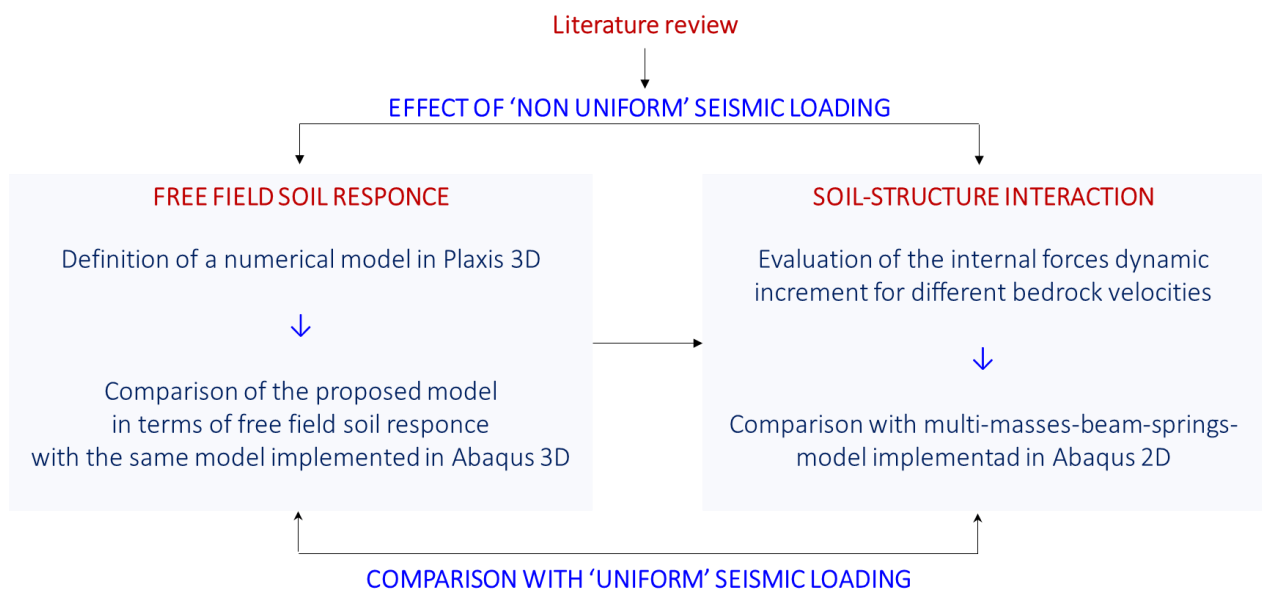 Literature review
EFFECT OF ‘NON UNIFORM’ SEISMIC LOADING
FREE FIELD SOIL RESPONCE
Definition of a numerical model in Plaxis 3D
Comparison of the proposed model
in terms of free field soil responce
with the same model implemented in Abaqus 3D
SOIL-STRUCTURE INTERACTION
Evaluation of the internal forces dynamic
increment for different bedrock velocities
Comparison with multi-masses-beam-springs-
model implementad in Abaqus 2D
COMPARISON WITH ‘UNIFORM’ SEISMIC LOADING